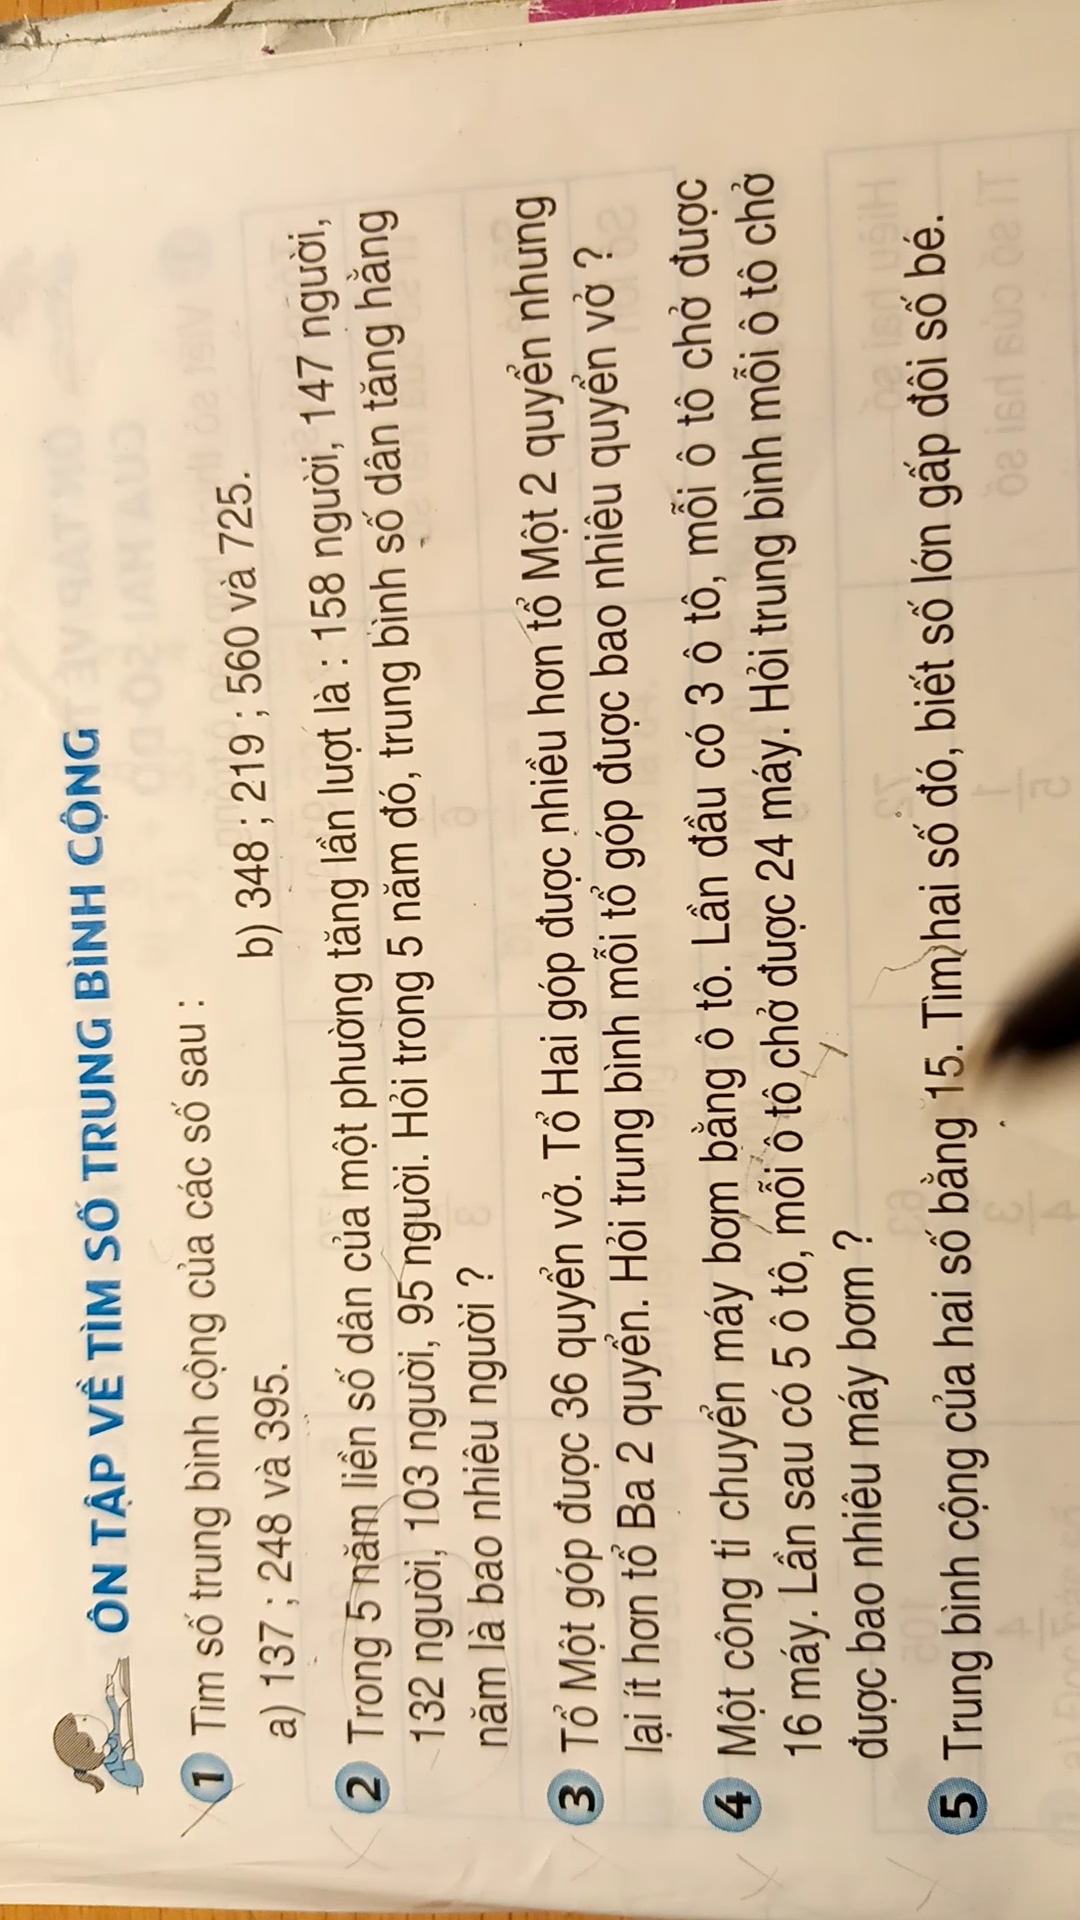 ÔN TẬP VỀ TÌM SỐ TRUNG BÌNH CỘNG
1 Tìm số trung bình cộng của các số sau :
a) 137 ; 248 và 395. b) 348 ; 219 ; 560 và 725.
2 Trong 5 năm liền số dân của một phường tăng lần lượt là : 158 người, 147 người,
132 người, 103 người, 95 người. Hỏi trong 5 năm đó, trung bình số dân tăng hằng
năm là bao nhiêu người ?
3 Tổ Một góp được 36 quyển vở. Tổ Hai góp được nhiều hơn tổ Một 2 quyển nhưng
lại ít hơn tổ Ba 2 quyển. Hỏi trung bình mỗi tổ góp được bao nhiêu quyển vở ?
4 Một công ti chuyển máy bơm bằng ô tô. Lần đầu có 3 ô tô, mỗi ô tô chở được
16 máy. Lần sau có 5 ô tô, mỗi ô tô chở được 24 máy. Hỏi trung bình mỗi ô tô chở
được bao nhiêu máy bơm ?
5 Trung bình cộng của hai số bằng 15. Tìm hai số đó, biết số lớn gấp đôi số bé.